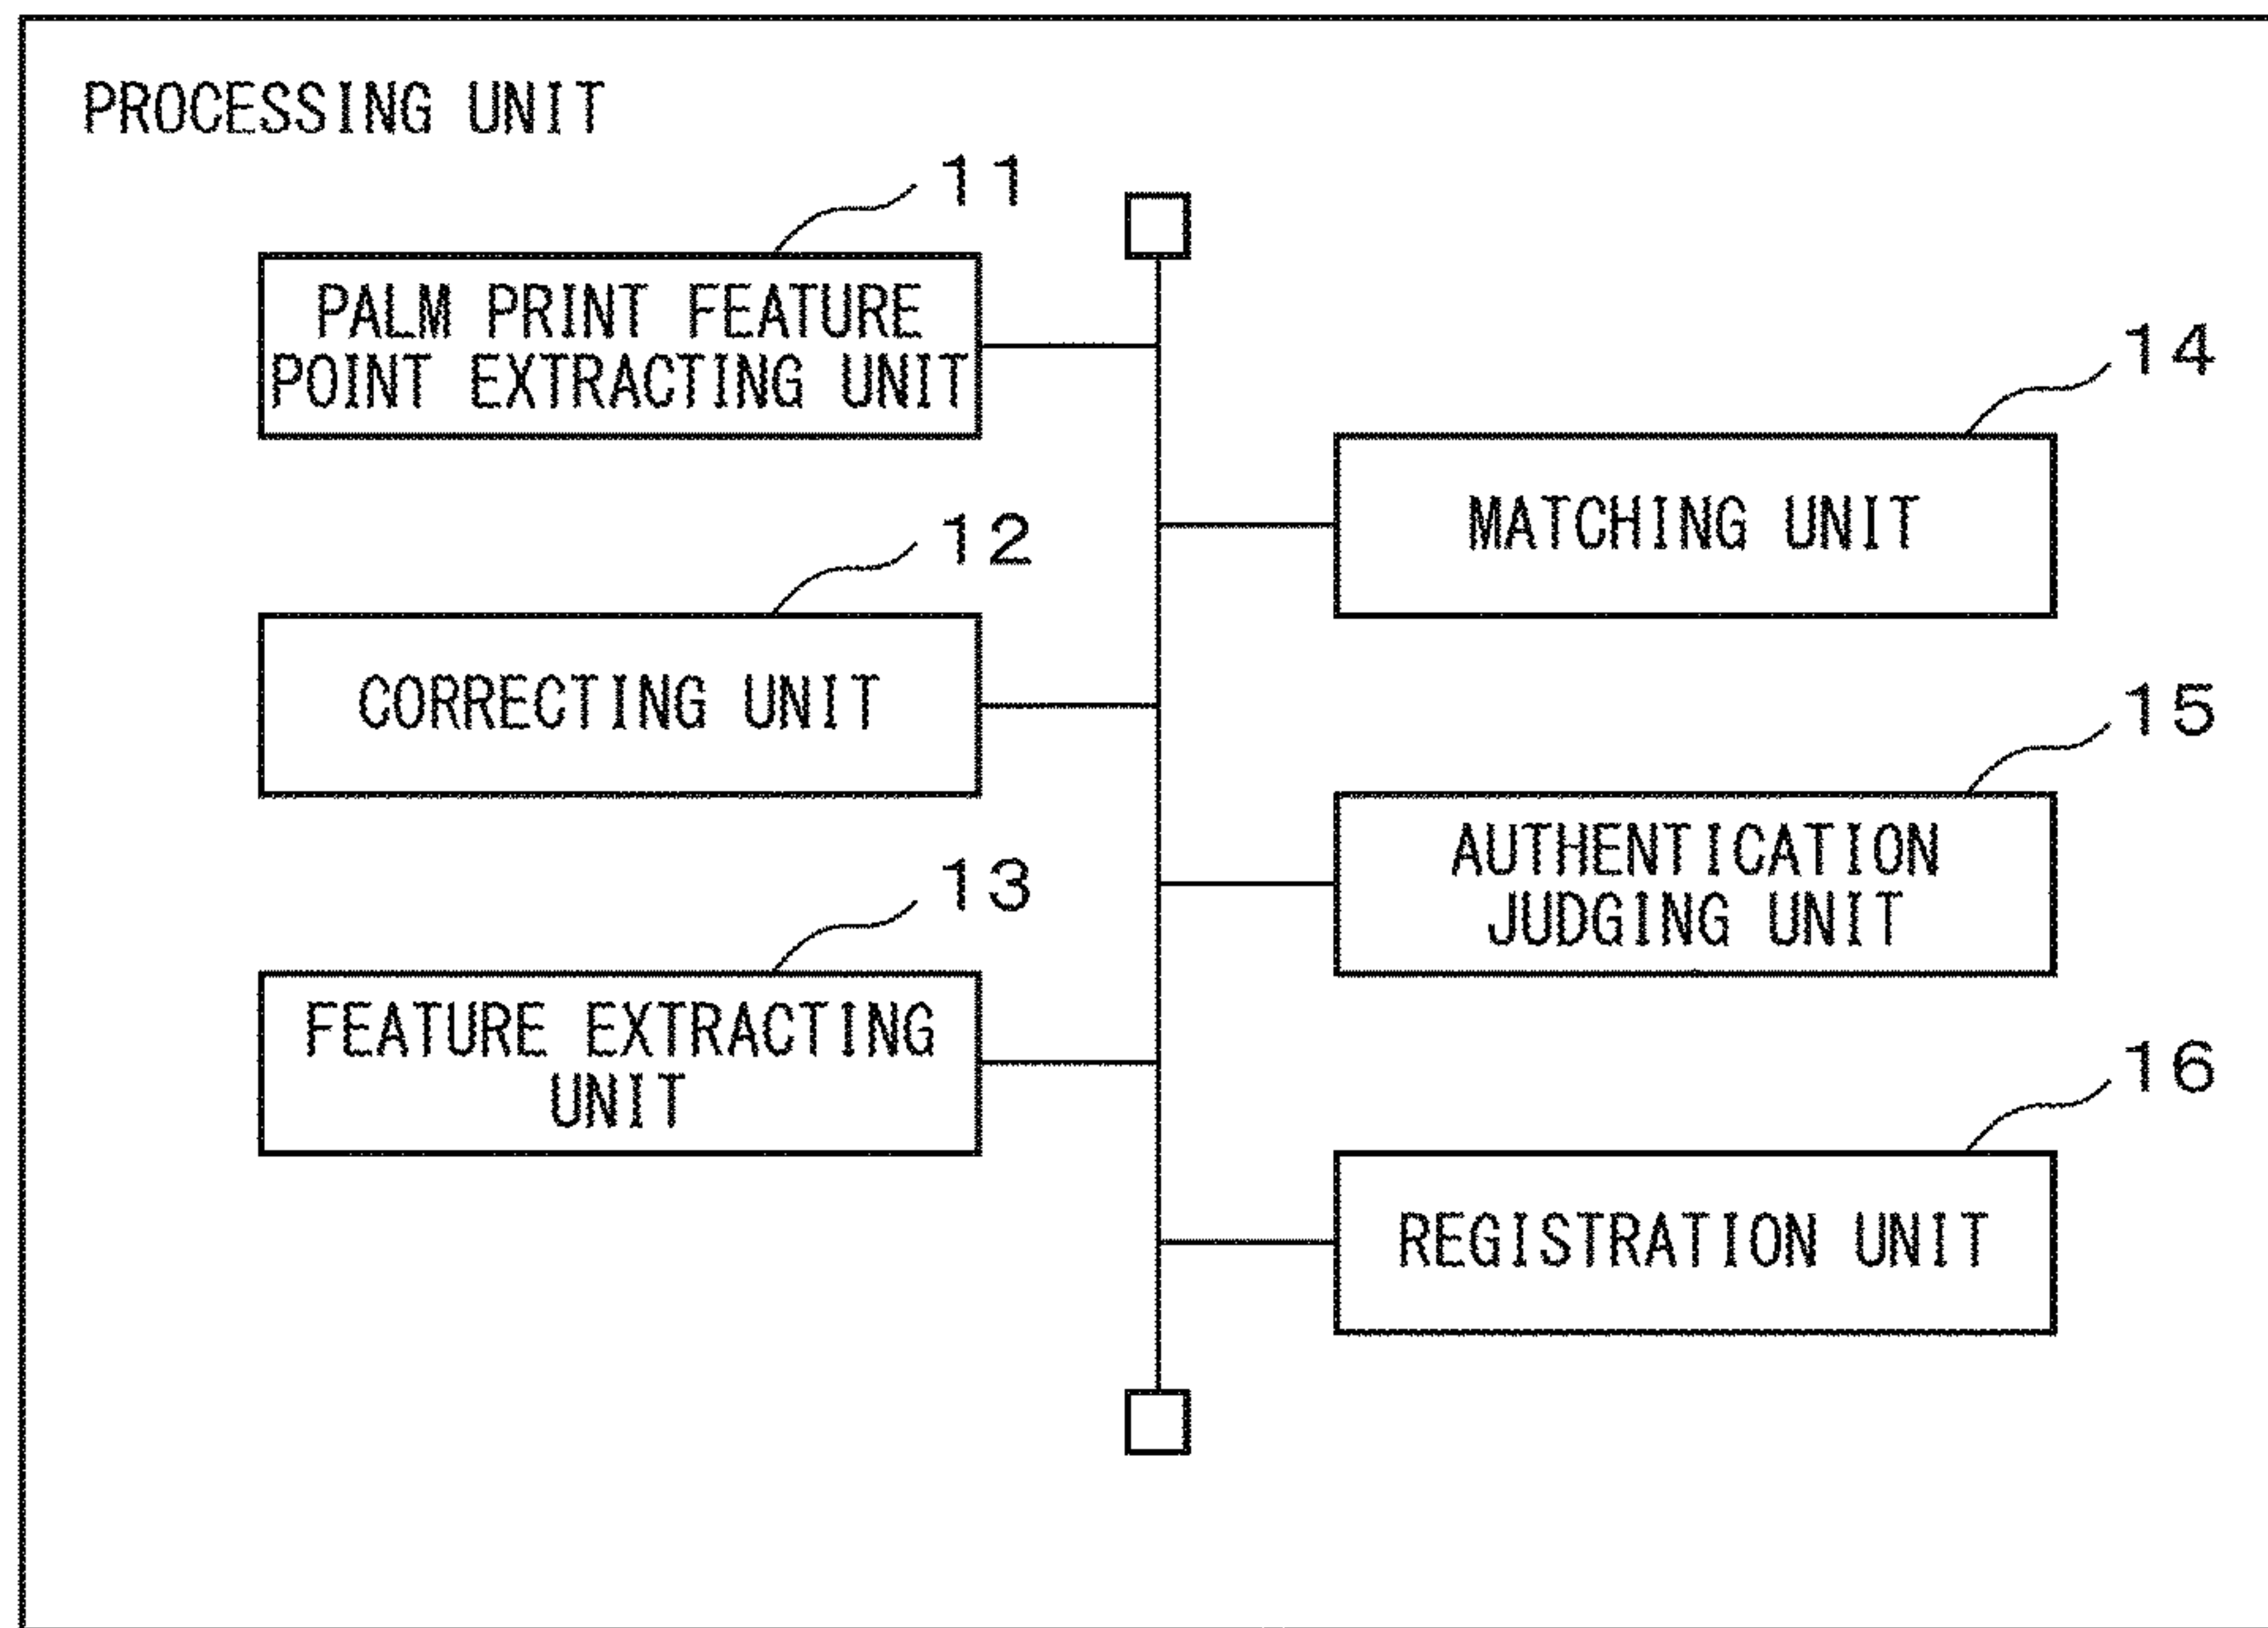 PROCESSING UNIT
11
PALM PRINT FEATURE
POINT EXTRACTING UNIT
12
CORRECTING UNIT
13
FEATURE EXTRACTING
UNIT
14
MATCHING UNIT
15
AUTHENTICATION
JUDGING UNIT
16
REGISTRATION UNIT